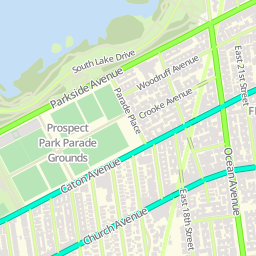 South Lake Drive
Parkside Avenue
Woodruff Avenue
East 21st Street
Parade Place
Crooke Avenue
Prospect
Park Parade
Grounds
Caton Avenue
Ocean Avenue
East 18th Street
Church Avenue